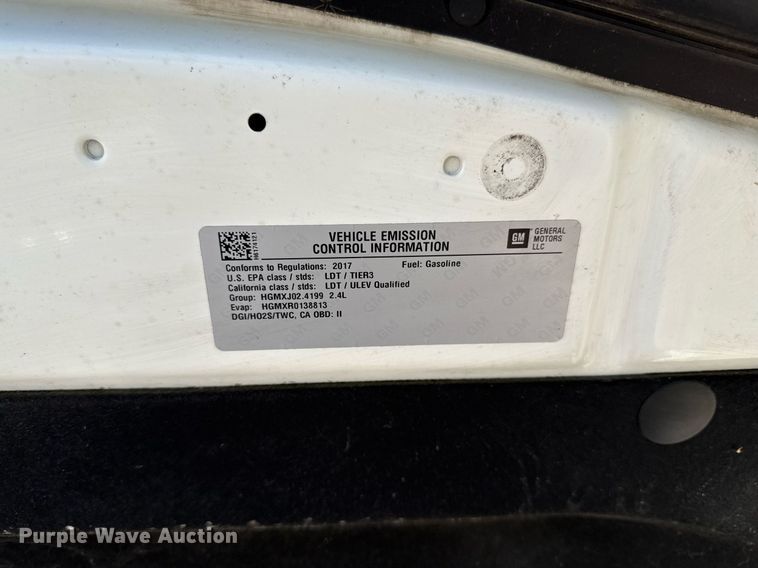 VEHICLE EMISSION
CONTROL INFORMATION
GM
GENERAL
MOTORS
LLC
Conforms to Regulations: 2017 Fuel: Gasoline
U.S. EPA class / stds: LDT / TIER3
California class / stds: LDT / ULEV Qualified
Group: HGMXJ02.4199 2.4L
Evap: HGMXR0138813
DGI/HO2S/TWC, CA OBD: II
Purple Wave Auction